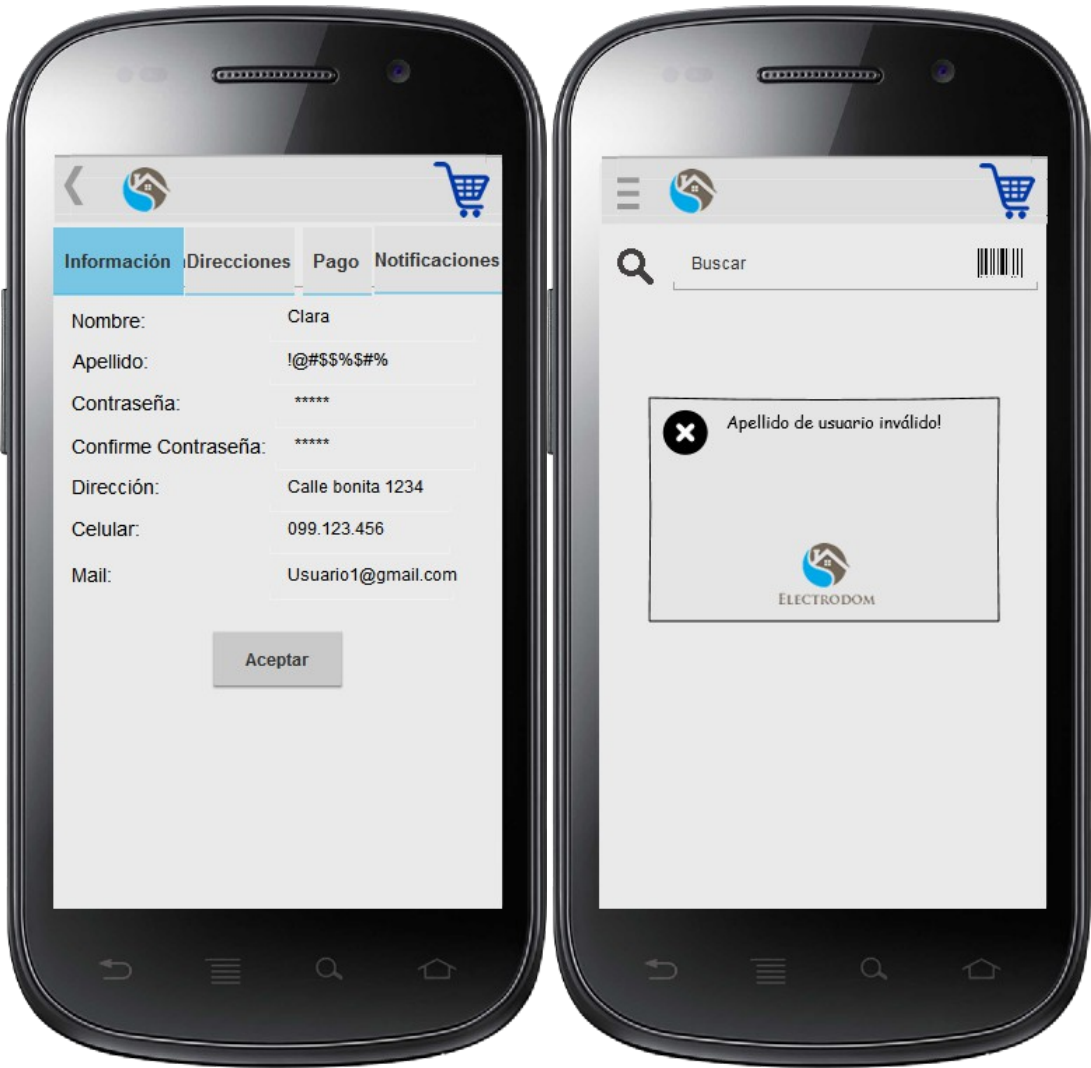 Información Direcciones Pago Notificaciones
Nombre: Clara
Apellido: !@#$$%$#%
Contraseña: *****
Confirme Contraseña: *****
Dirección: Calle bonita 1234
Celular: 099.123.456
Mail: Usuario1@gmail.com
Aceptar
Buscar
Apellido de usuario inválido!
ELECTRODOM